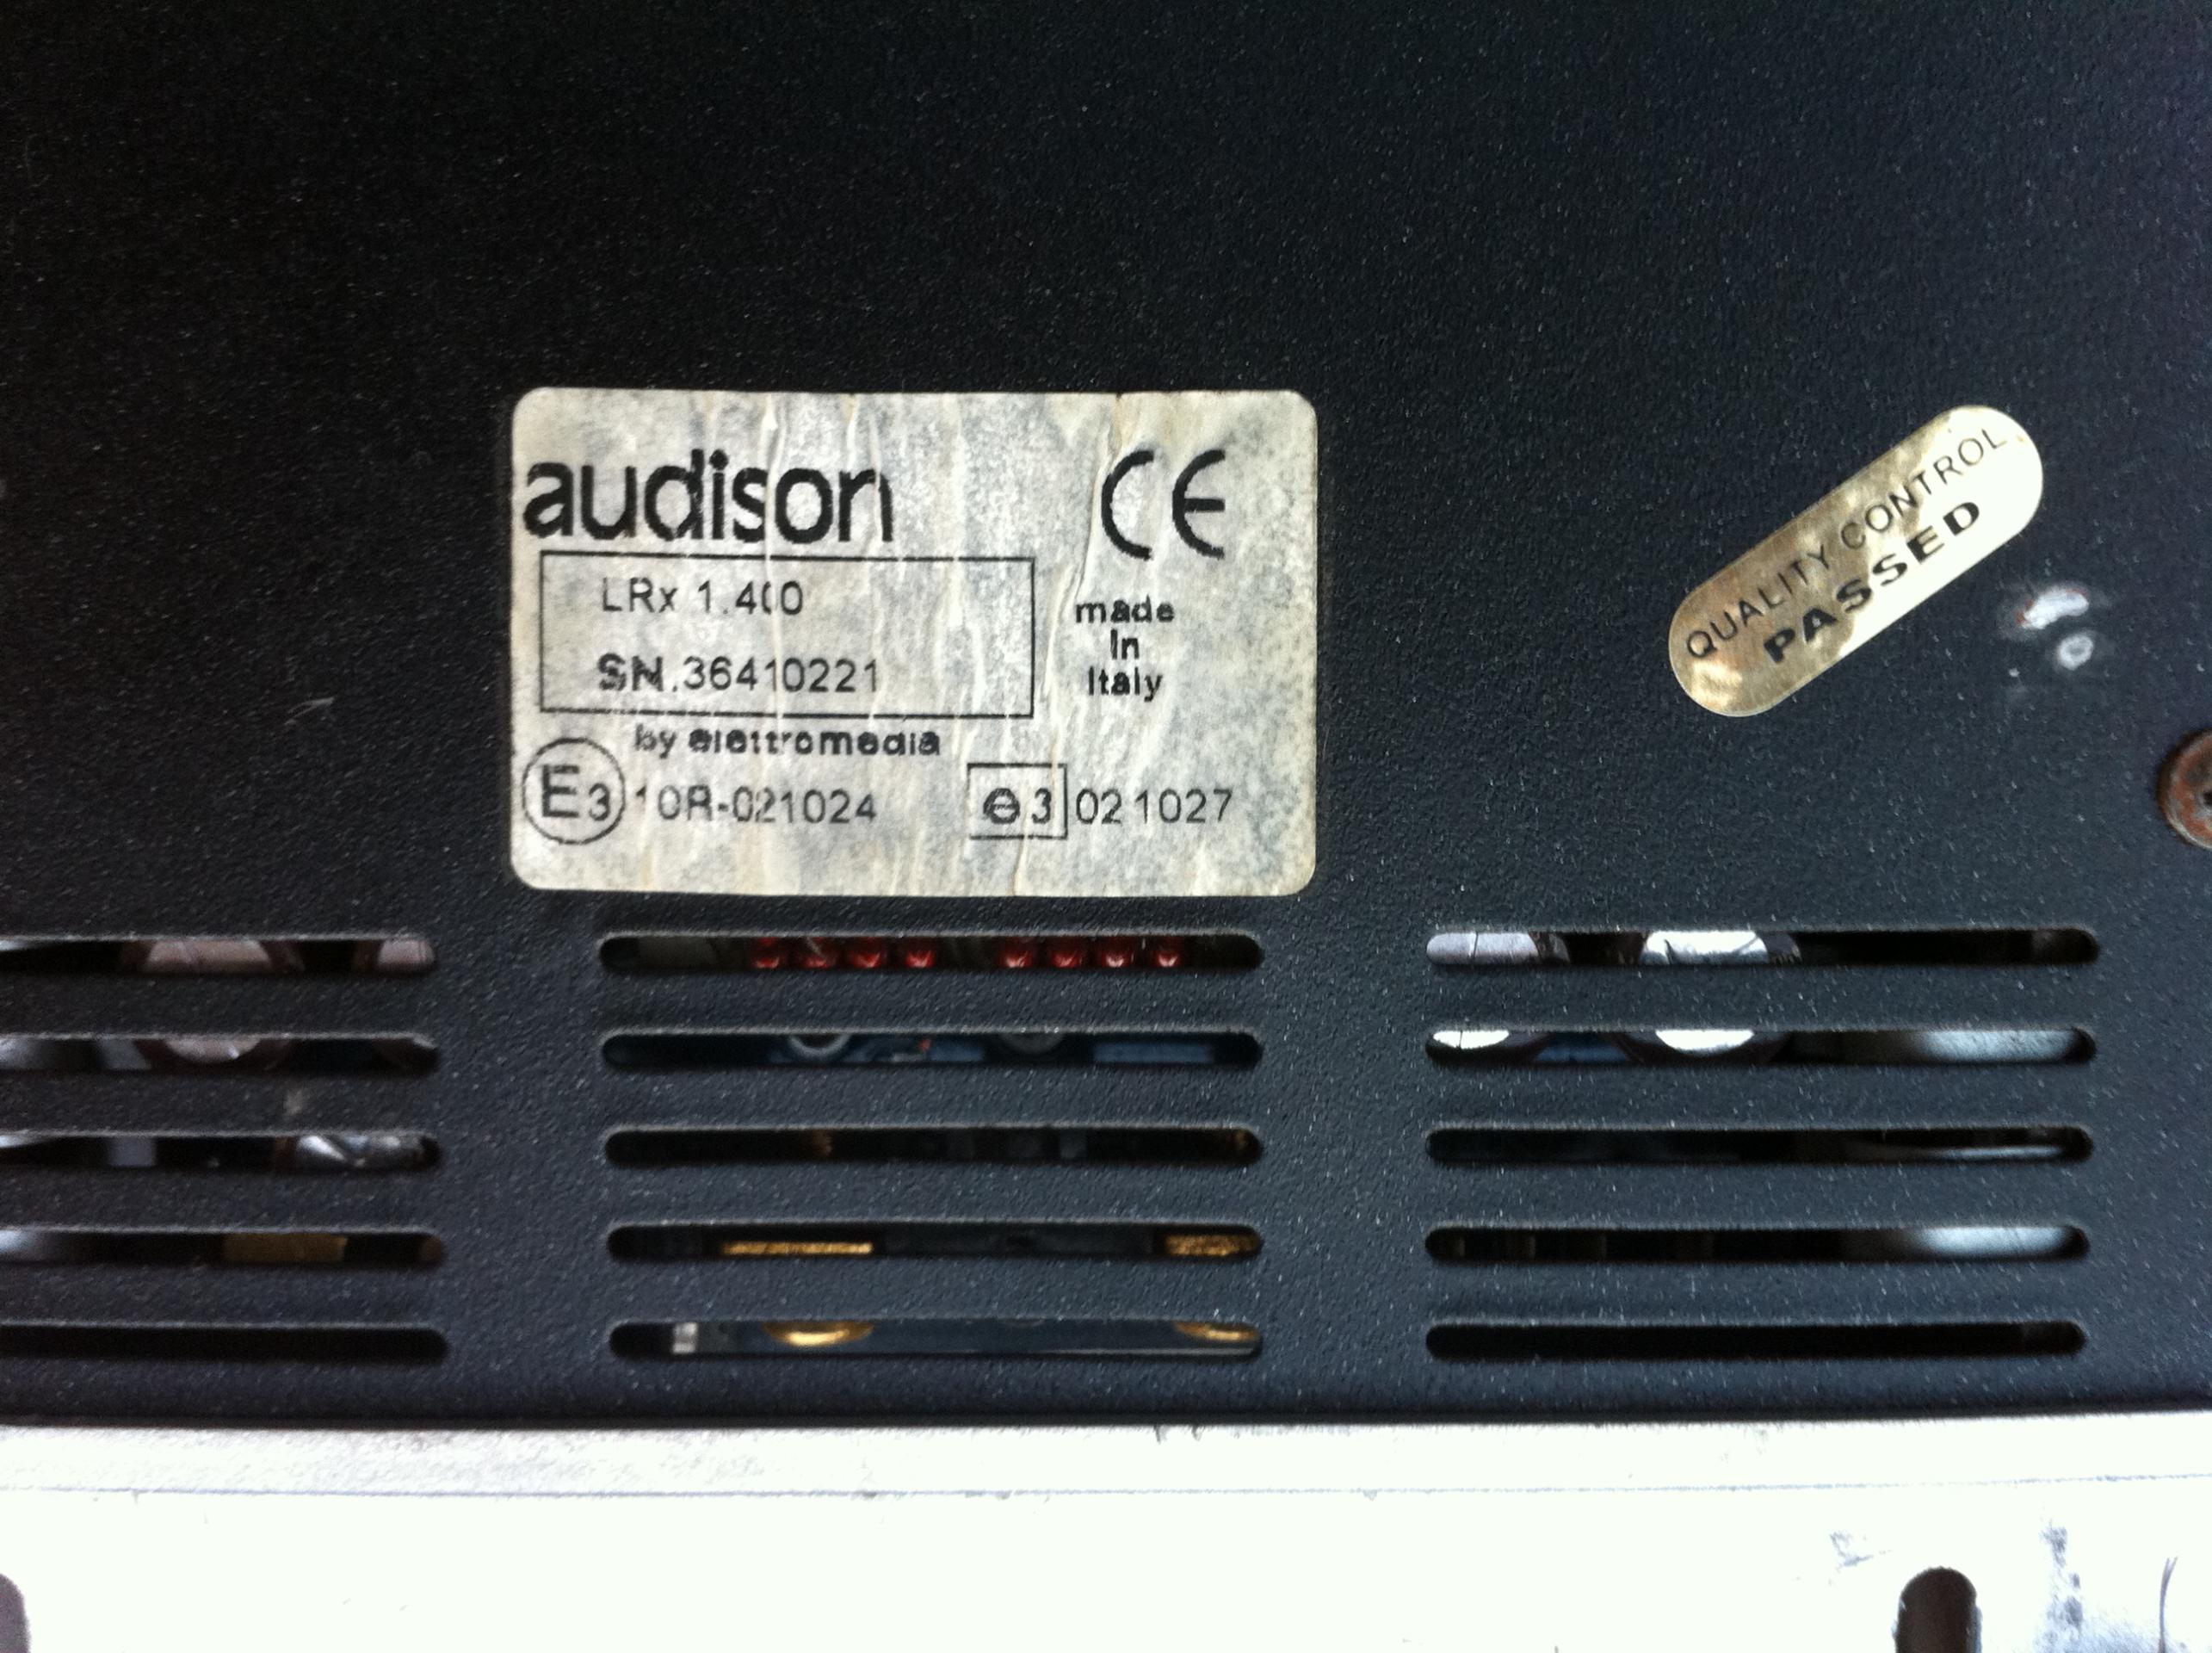 audison CE
LRx 1.400
SN.36410221
made
In
Italy
by elettromedia
E3 10R-021024
e3 021027
QUALITY CONTROL
PASSED